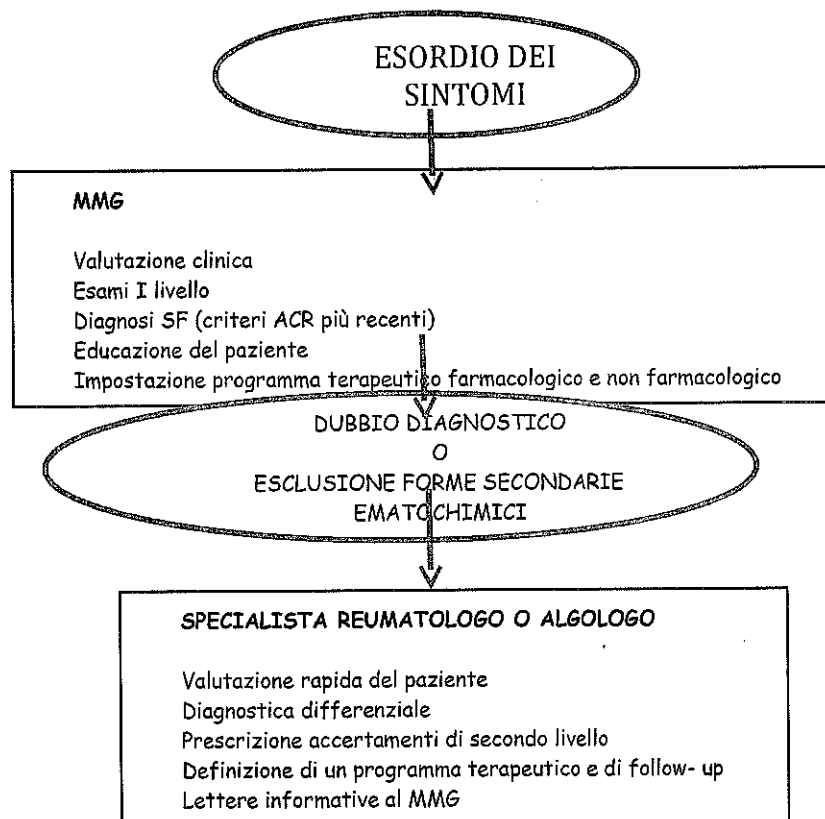 ESORDIO DEI
SINTOMI
MMG
Valutazione clinica
Esami I livello
Diagnosi SF (criteri ACR più recenti)
Educazione del paziente
Impostazione programma terapeutico farmacologico e non farmacologico
DUBBIO DIAGNOSTICO
O
ESCLUSIONE FORME SECONDARIE
EMATOCHIMICI
SPECIALISTA REUMATOLOGO O ALGOLOGO
Valutazione rapida del paziente
Diagnostica differenziale
Prescrizione accertamenti di secondo livello
Definizione di un programma terapeutico e di follow- up
Lettere informative al MMG